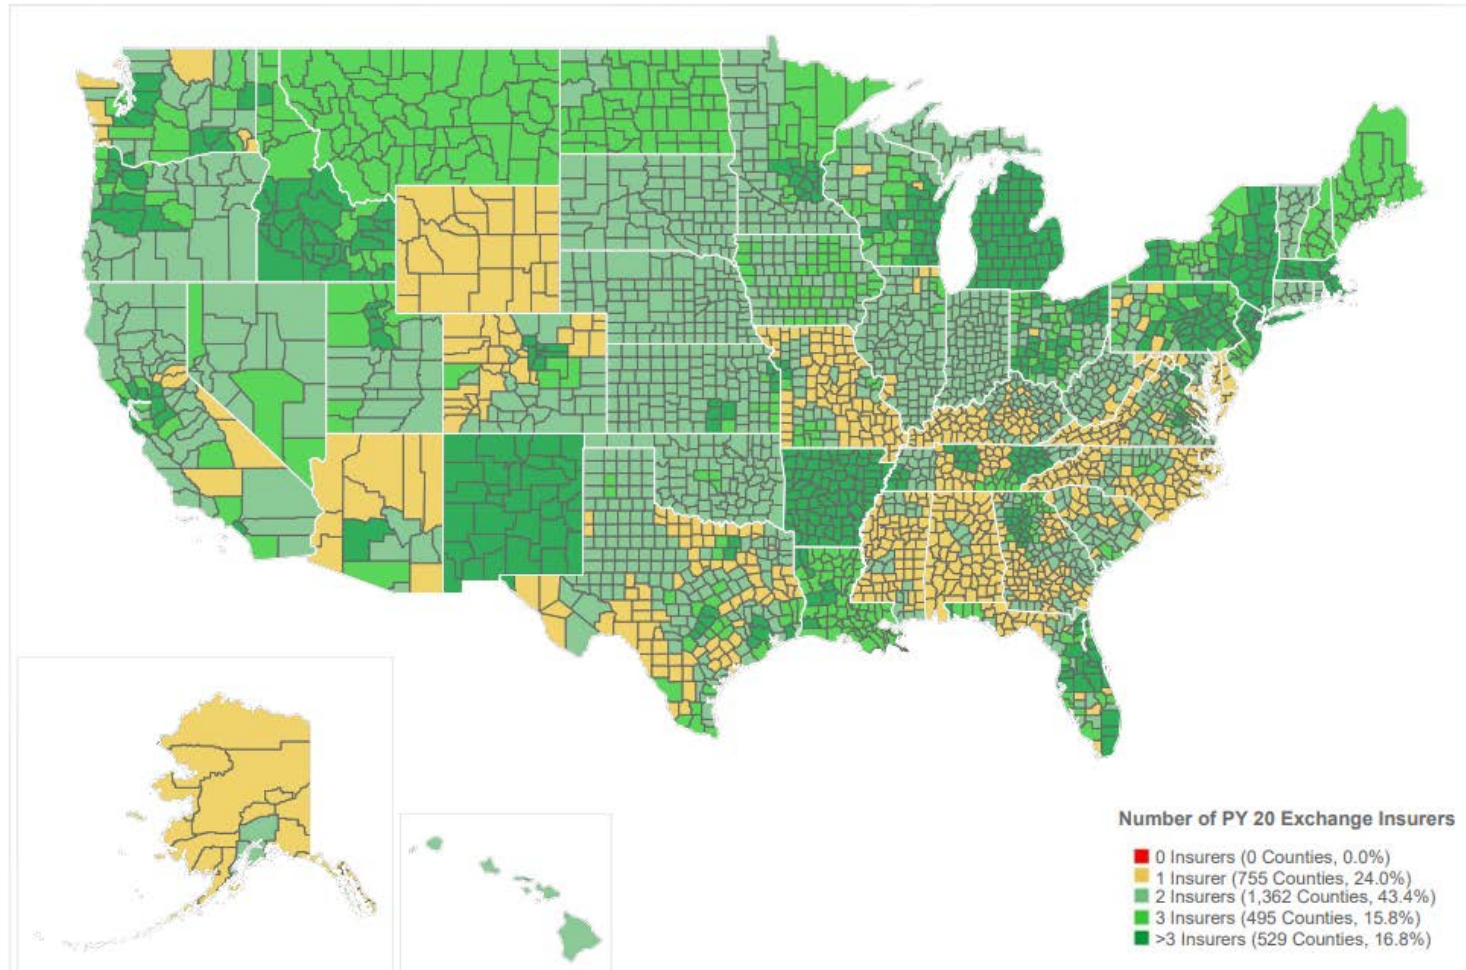 Number of PY 20 Exchange Insurers
0 Insurers (0 Counties, 0.0%)
1 Insurer (755 Counties, 24.0%)
2 Insurers (1,362 Counties, 43.4%)
3 Insurers (495 Counties, 15.8%)
>3 Insurers (529 Counties, 16.8%)